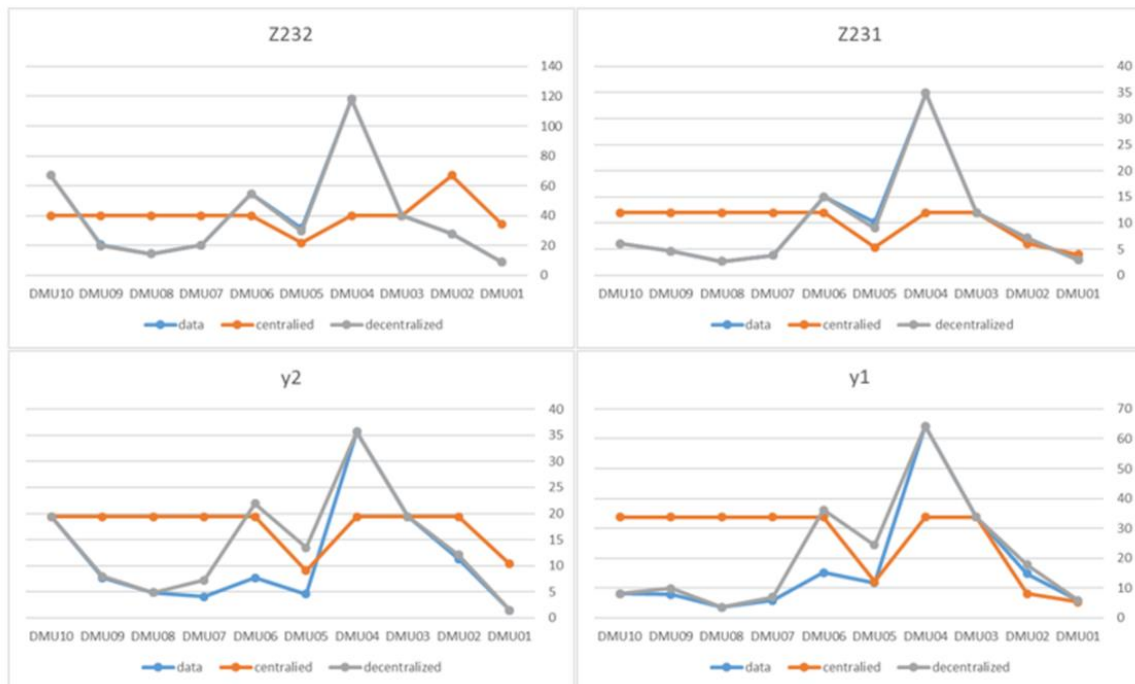 Z232
140
120
100
80
60
40
20
0
DMU10 DMU09 DMU08 DMU07 DMU06 DMU05 DMU04 DMU03 DMU02 DMU01
data centralied decentralized
Z231
40
35
30
25
20
15
10
5
0
DMU10 DMU09 DMU08 DMU07 DMU06 DMU05 DMU04 DMU03 DMU02 DMU01
data centralied decentralized
y2
40
35
30
25
20
15
10
5
0
DMU10 DMU09 DMU08 DMU07 DMU06 DMU05 DMU04 DMU03 DMU02 DMU01
data centralied decentralized
y1
70
60
50
40
30
20
10
0
DMU10 DMU09 DMU08 DMU07 DMU06 DMU05 DMU04 DMU03 DMU02 DMU01
data centralied decentralized